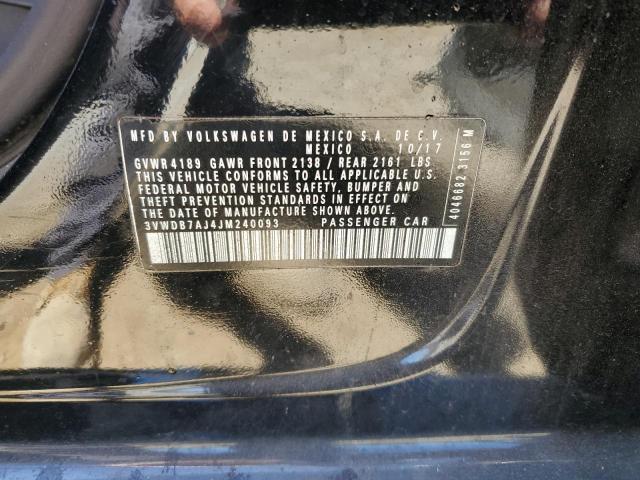 MFD BY VOLKSWAGEN DE MEXICO S.A. DE C.V.
10/17
GVWR 4189 GAWR FRONT 2138 / REAR 2161 LBS
THIS VEHICLE CONFORMS TO ALL APPLICABLE U.S.
FEDERAL MOTOR VEHICLE SAFETY, BUMPER AND
THEFT PREVENTION STANDARDS IN EFFECT ON THE
DATE OF MANUFACTURE SHOWN ABOVE.
3VWDB7AJ4JM240093 PASSENGER CAR
4046682 3156 M